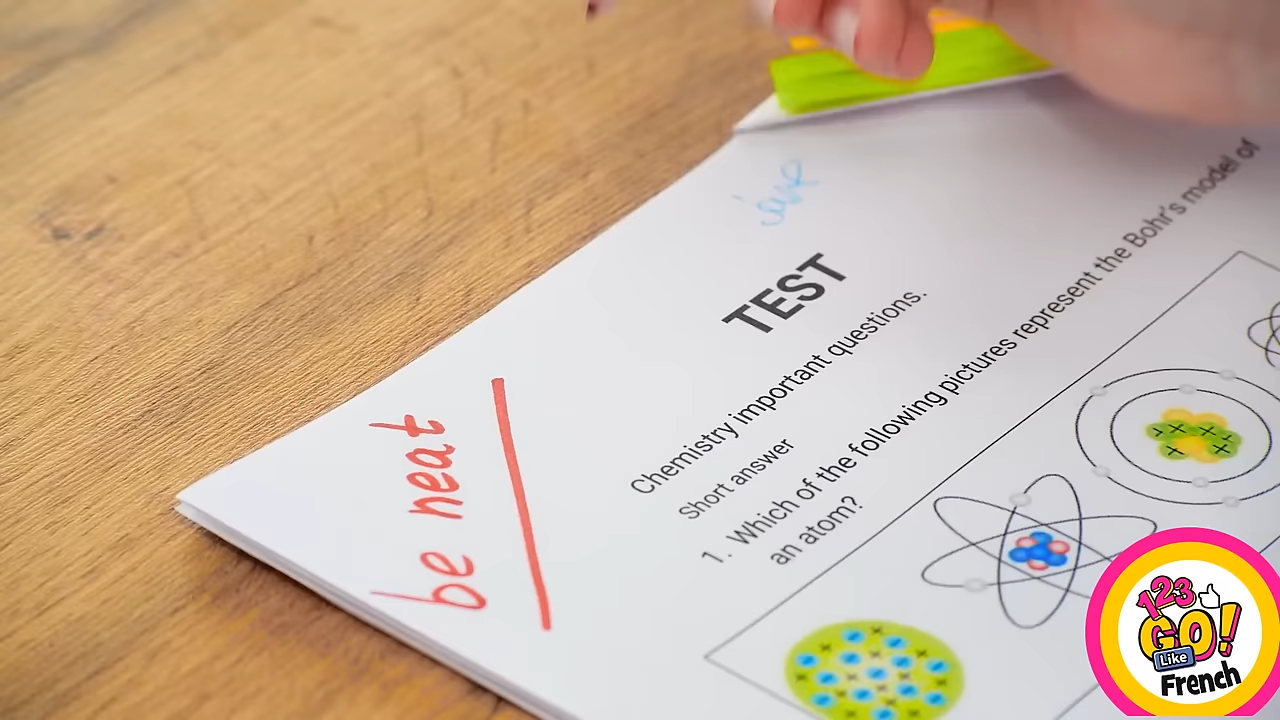 TEST
Chemistry important questions.
Short answer
1. Which of the following pictures represent the Bohr's model of
an atom?
be neat
123
GO!
Like
French